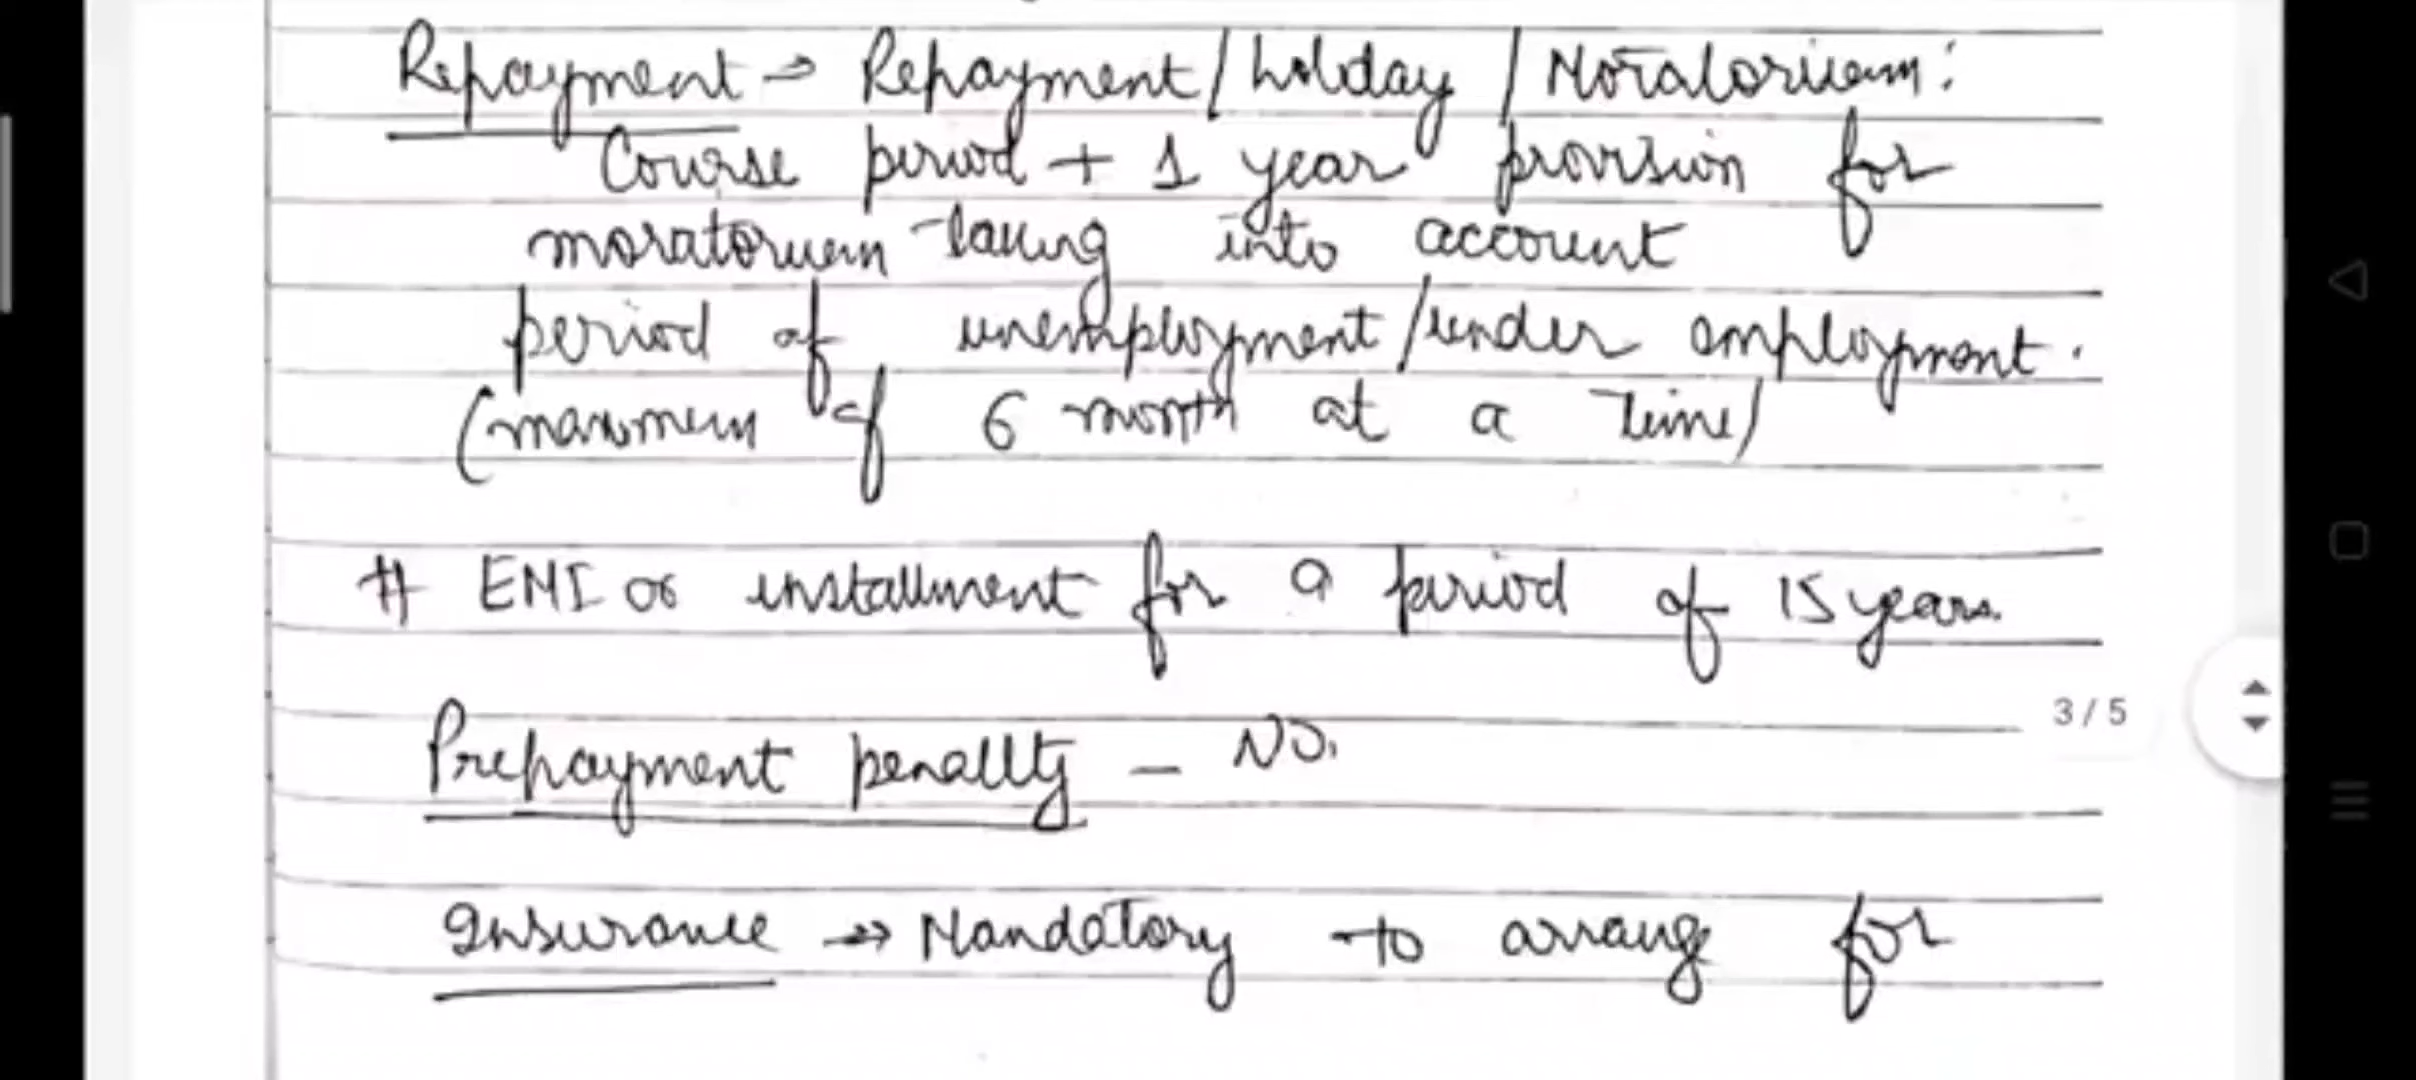 Repayment → Repayment/holiday / Moratorium:
Course period + 1 year provision for
moratorium taking into account
period of unemployment/under employment.
(maximum of 6 month at a time)
# EMI or installment for a period of 15 years.
3/5
Prepayment penalty - NO.
Insurance → Mandatory to arrange for